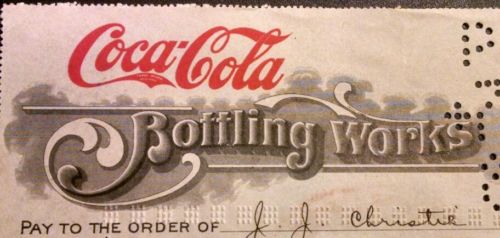 Coca-Cola
Bottling Works
PAY TO THE ORDER OF J. J. Christie